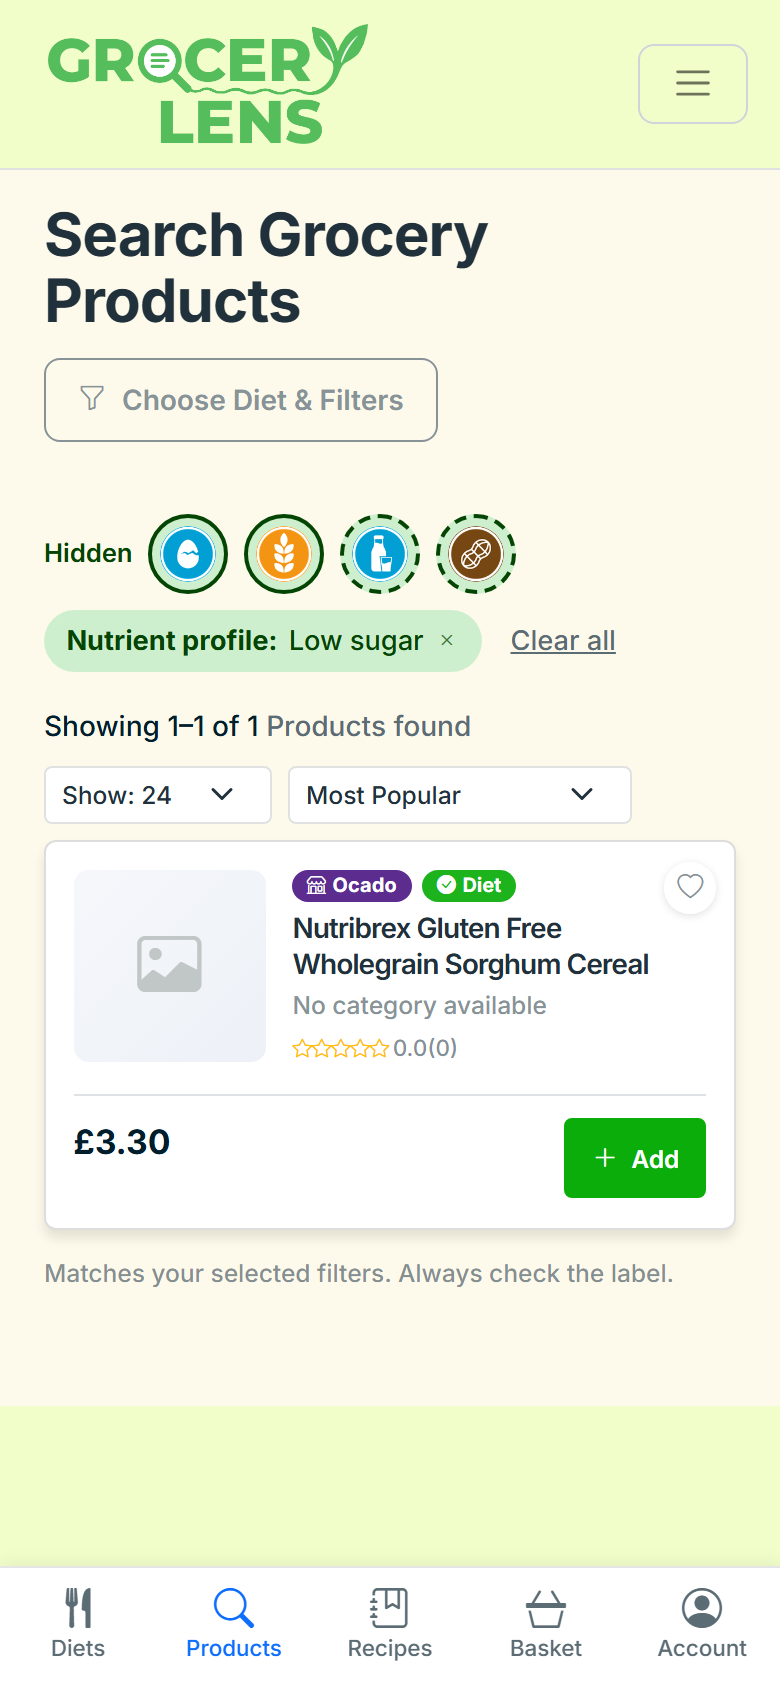 GROCERY
LENS
Search Grocery
Products
Choose Diet & Filters
Hidden
Nutrient profile: Low sugar ×
Clear all
Showing 1–1 of 1 Products found
Show: 24
Most Popular
Ocado
Diet
Nutribrex Gluten Free
Wholegrain Sorghum Cereal
No category available
0.0(0)
£3.30
+ Add
Matches your selected filters. Always check the label.
Diets
Products
Recipes
Basket
Account